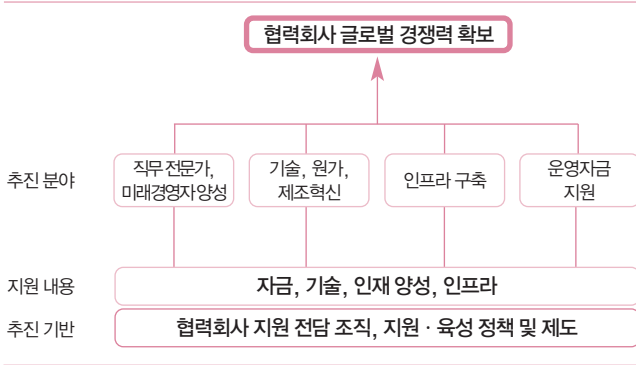 협력회사 글로벌 경쟁력 확보
추진 분야
직무 전문가,
미래경영자 양성
기술, 원가,
제조혁신
인프라 구축
운영자금
지원
지원 내용
자금, 기술, 인재 양성, 인프라
추진 기반
협력회사 지원 전담 조직, 지원 · 육성 정책 및 제도